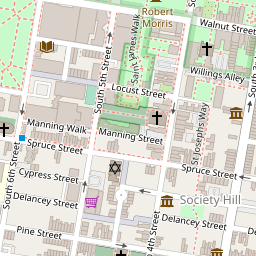 Robert
Morris
Walnut Street
Saint James Walk
Willings Alley
South 5th Street
Locust Street
St Josephs Way
Manning Walk
Manning Street
Spruce Street
Spruce Street
South 6th Street
Cypress Street
Society Hill
Delancey Street
Delancey Street
Pine Street
4th Street